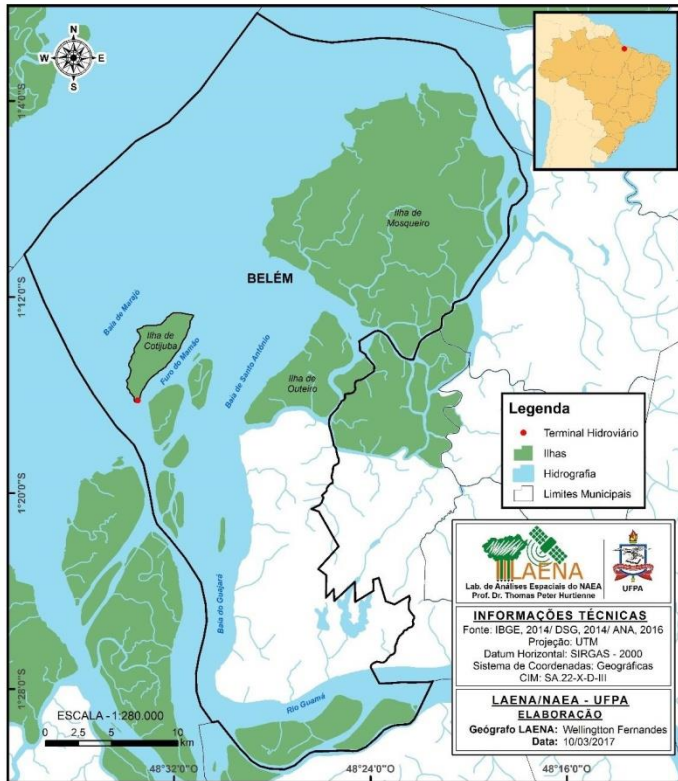 N
W E
S
1°4'0"S
1°12'0"S
1°20'0"S
1°28'0"S
Ilha de
Mosqueiro
BELÉM
Baía de Marajó
Ilha de
Cotijuba
Furo do Mamão
Baía de Santo Antônio
Ilha de
Outeiro
Baía do Guajará
Rio Guamá
Legenda
Terminal Hidroviário
Ilhas
Hidrografia
Limites Municipais
LAENA
Lab. de Análises Espaciais do NAEA
Prof. Dr. Thomas Peter Hurtienne
UFPA
INFORMAÇÕES TÉCNICAS
Fonte: IBGE, 2014/ DSG, 2014/ ANA, 2016
Projeção: UTM
Datum Horizontal: SIRGAS - 2000
Sistema de Coordenadas: Geográficas
CIM: SA.22-X-D-III
LAENA/NAEA - UFPA
ELABORAÇÃO
Geógrafo LAENA: Wellingtton Fernandes
Data: 10/03/2017
ESCALA - 1:280.000
0 5 10
km
48°32'0"O 48°24'0"O 48°16'0"O